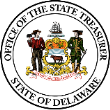 OFFICE OF THE STATE TREASURER
STATE OF DELAWARE